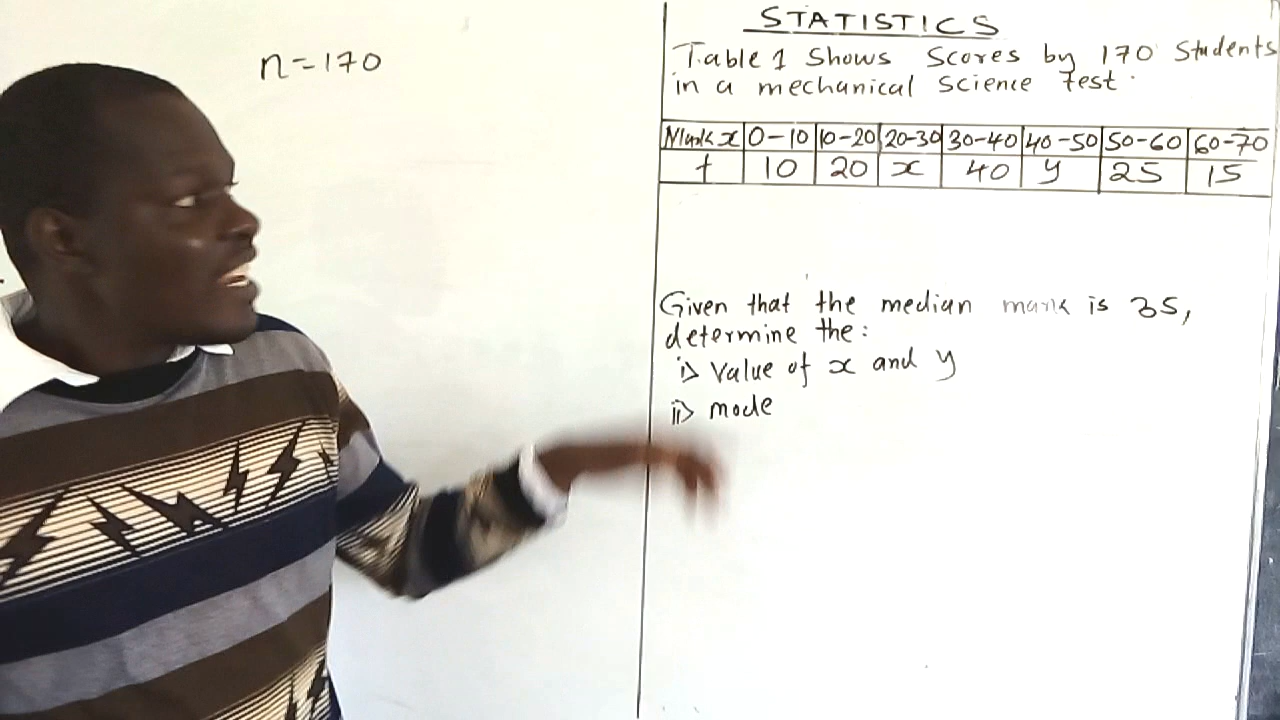 n=170
STATISTICS
Table 1 Shows Scores by 170 Students
in a mechanical Science test.
Mark x 0-10 10-20 20-30 30-40 40-50 50-60 60-70
f 10 20 x 40 y 25 15
Given that the median mark is 35,
determine the:
i> Value of x and y
ii> mode